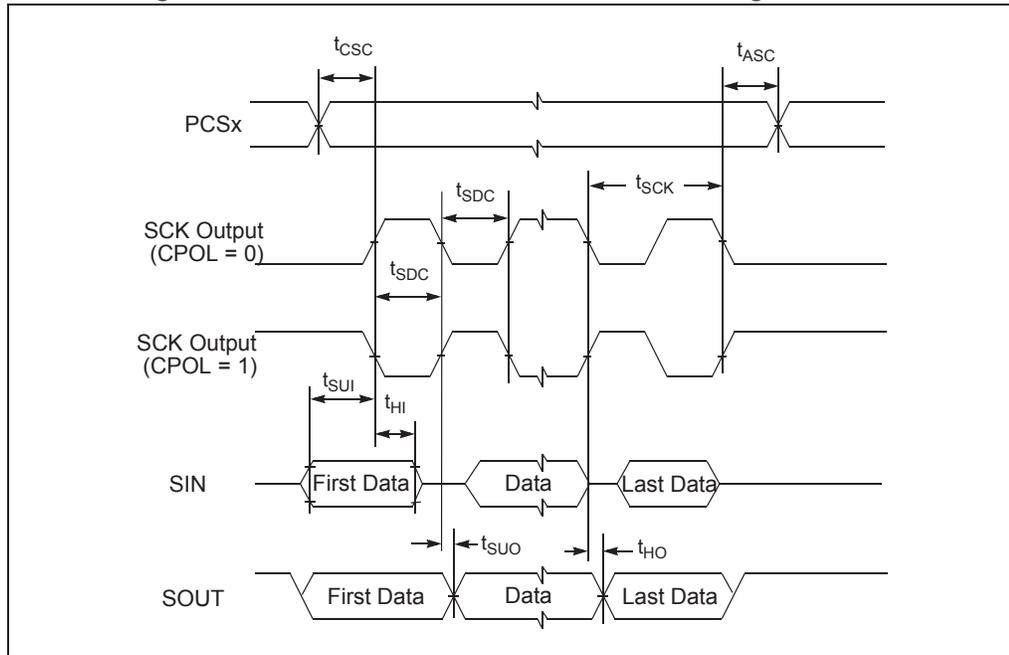 tCSC
tASC
PCSx
tSCK
tSDC
SCK Output
(CPOL = 0)
tSDC
SCK Output
(CPOL = 1)
tSUI
tHI
SIN
First Data
Data
Last Data
tSUO
tHO
SOUT
First Data
Data
Last Data